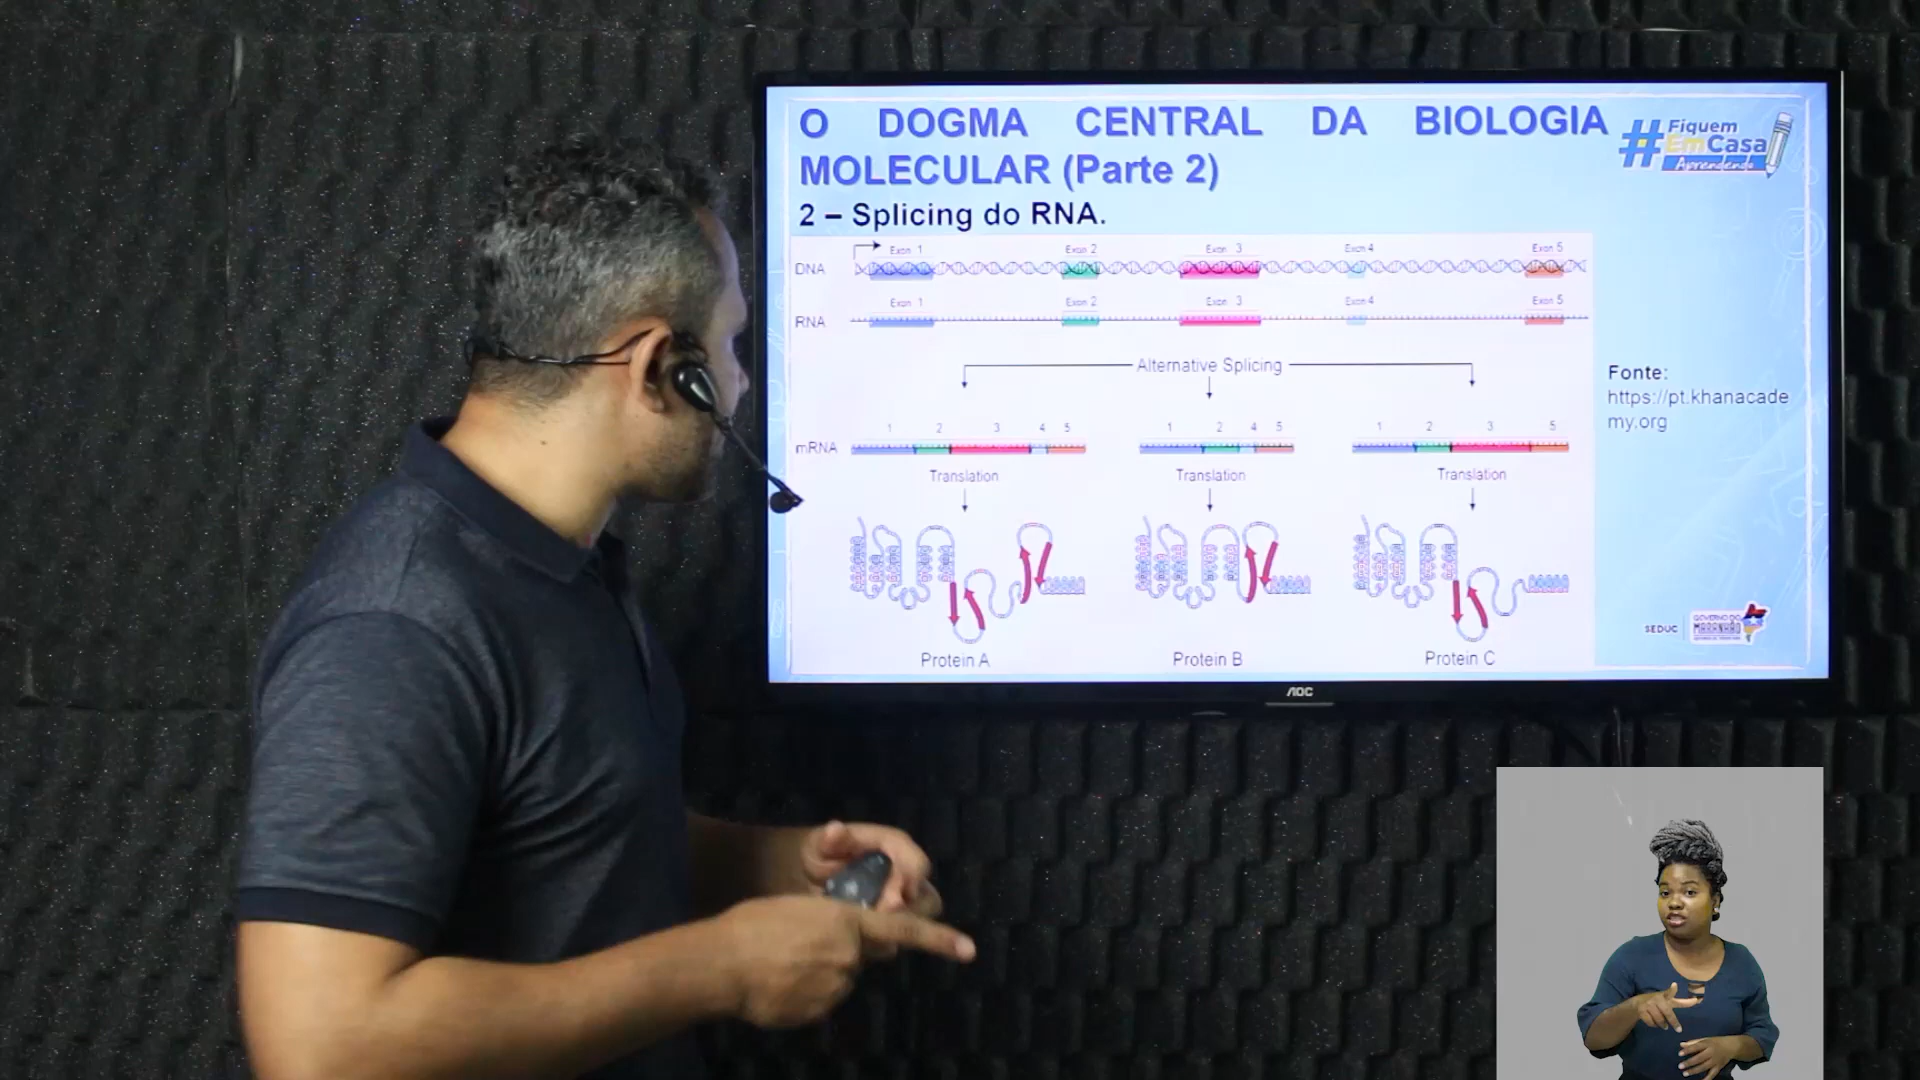 O DOGMA CENTRAL DA BIOLOGIA
MOLECULAR (Parte 2)
#Fiquem
EmCasa
Aprendendo
2 – Splicing do RNA.
Exon 1 Exon 2 Exon 3 Exon 4 Exon 5
DNA
Exon 1 Exon 2 Exon 3 Exon 4 Exon 5
RNA
Alternative Splicing
Fonte:
https://pt.khanacade
my.org
1 2 3 4 5 1 2 4 5 1 2 3 5
mRNA
Translation Translation Translation
Protein A Protein B Protein C
SEDUC
GOVERNO DO
MARANHÃO
AOC